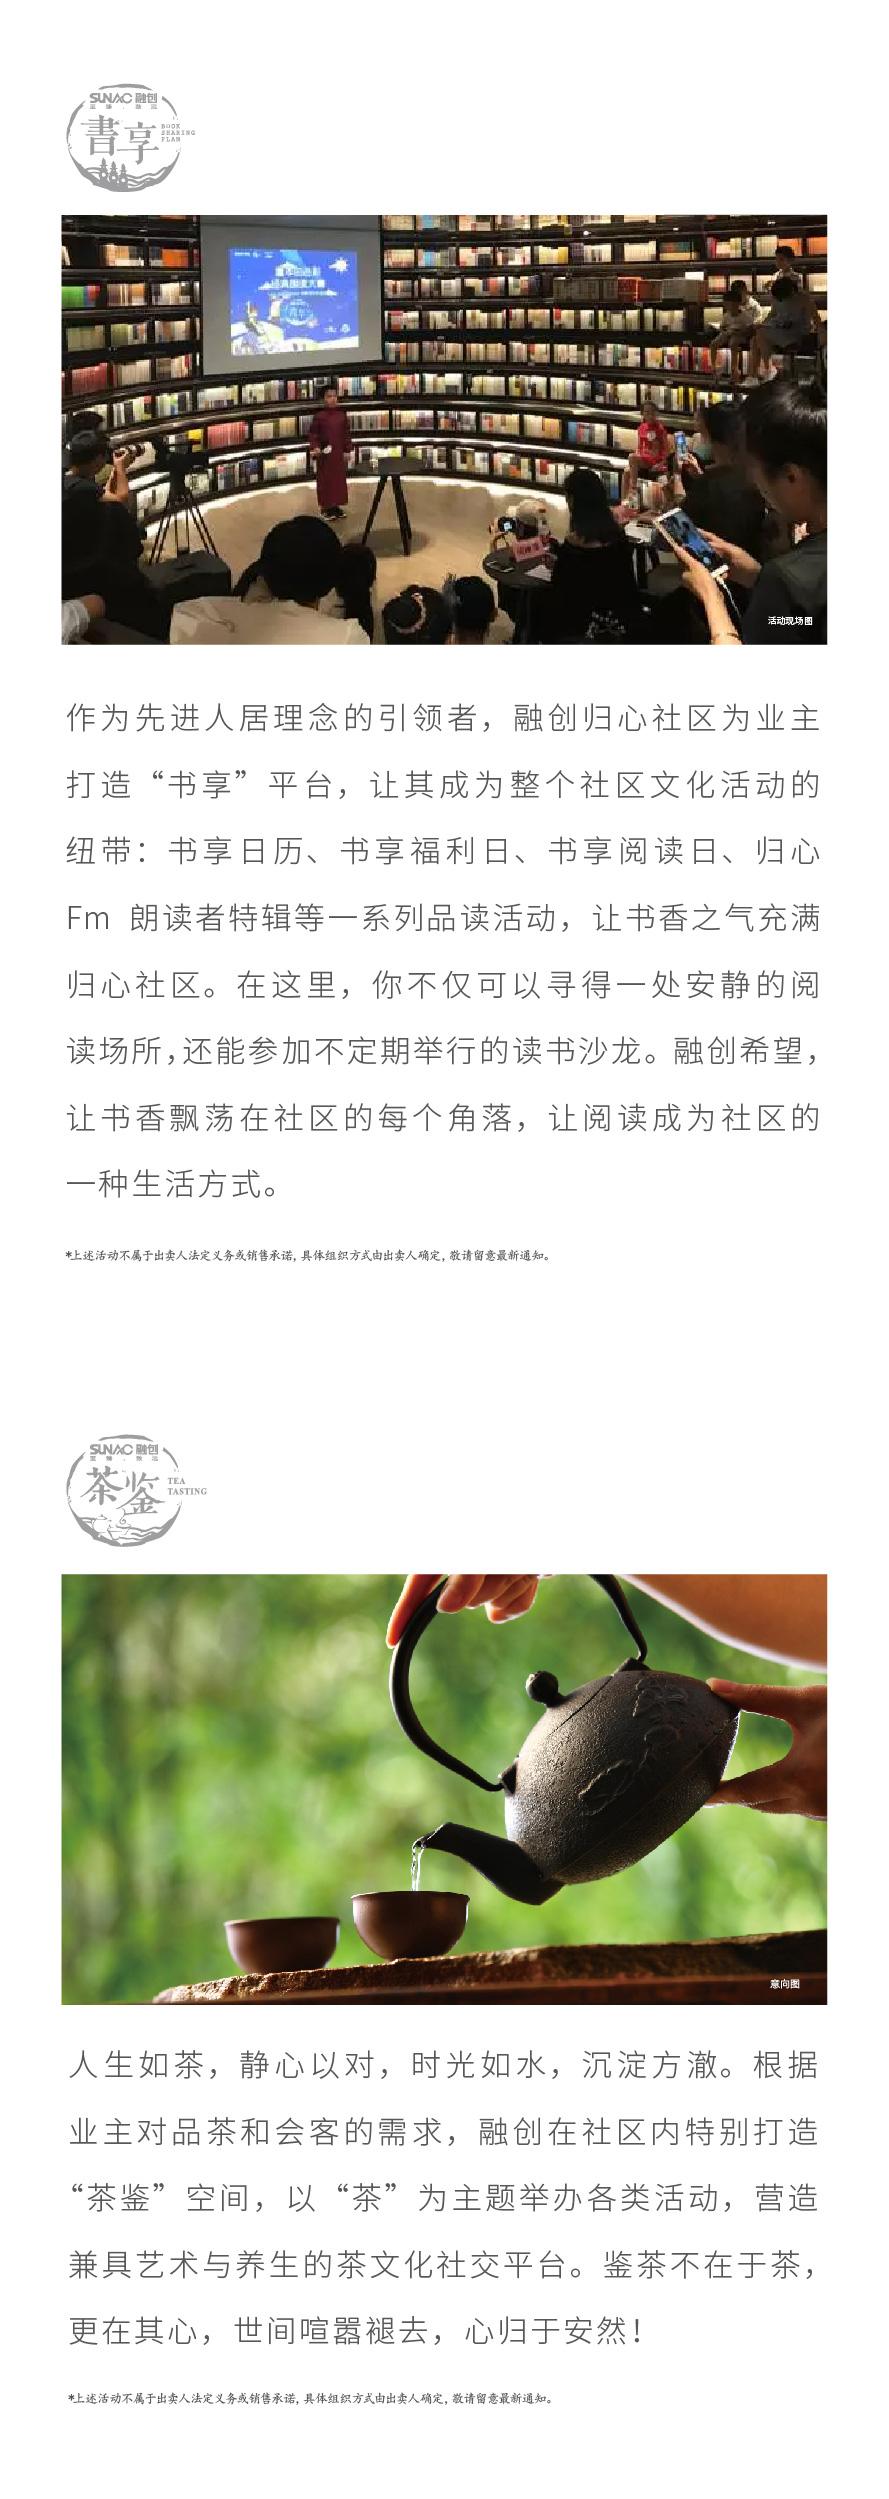 SUNAC 融创
書享
BOOK
SHARING
PLAN
经典诵读大赛
活动现场图
作为先进人居理念的引领者，融创归心社区为业主
打造“书享”平台，让其成为整个社区文化活动的
纽带：书享日历、书享福利日、书享阅读日、归心
Fm 朗读者特辑等一系列品读活动，让书香之气充满
归心社区。在这里，你不仅可以寻得一处安静的阅
读场所，还能参加不定期举行的读书沙龙。融创希望，
让书香飘荡在社区的每个角落，让阅读成为社区的
一种生活方式。
*上述活动不属于出卖人法定义务或销售承诺，具体组织方式由出卖人确定，敬请留意最新通知。
SUNAC 融创
茶鉴
TEA
TASTING
意向图
人生如茶，静心以对，时光如水，沉淀方澈。根据
业主对品茶和会客的需求，融创在社区内特别打造
“茶鉴”空间，以“茶”为主题举办各类活动，营造
兼具艺术与养生的茶文化社交平台。鉴茶不在于茶，
更在其心，世间喧嚣褪去，心归于安然！
*上述活动不属于出卖人法定义务或销售承诺，具体组织方式由出卖人确定，敬请留意最新通知。